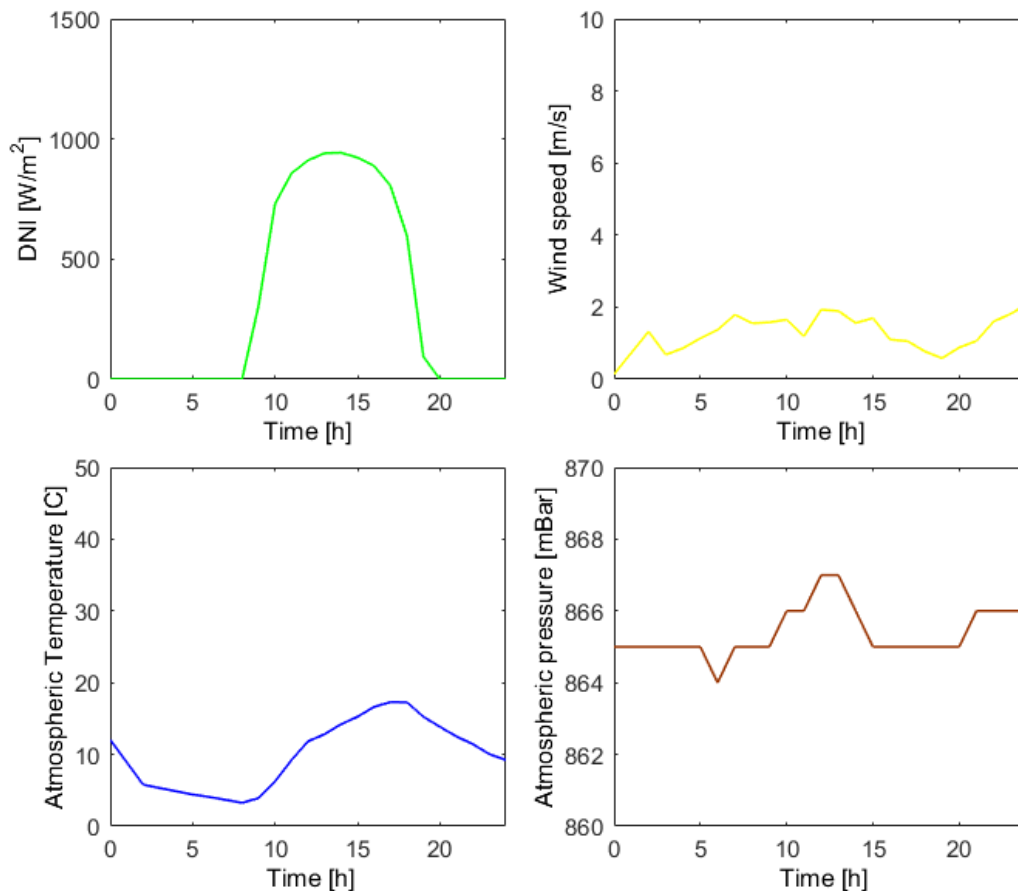 1500
1000
500
0
DNI [W/m²]
0 5 10 15 20
Time [h]
10
8
6
4
2
0
Wind speed [m/s]
0 5 10 15 20
Time [h]
50
40
30
20
10
0
Atmospheric Temperature [C]
0 5 10 15 20
Time [h]
870
868
866
864
862
860
Atmospheric pressure [mBar]
0 5 10 15 20
Time [h]